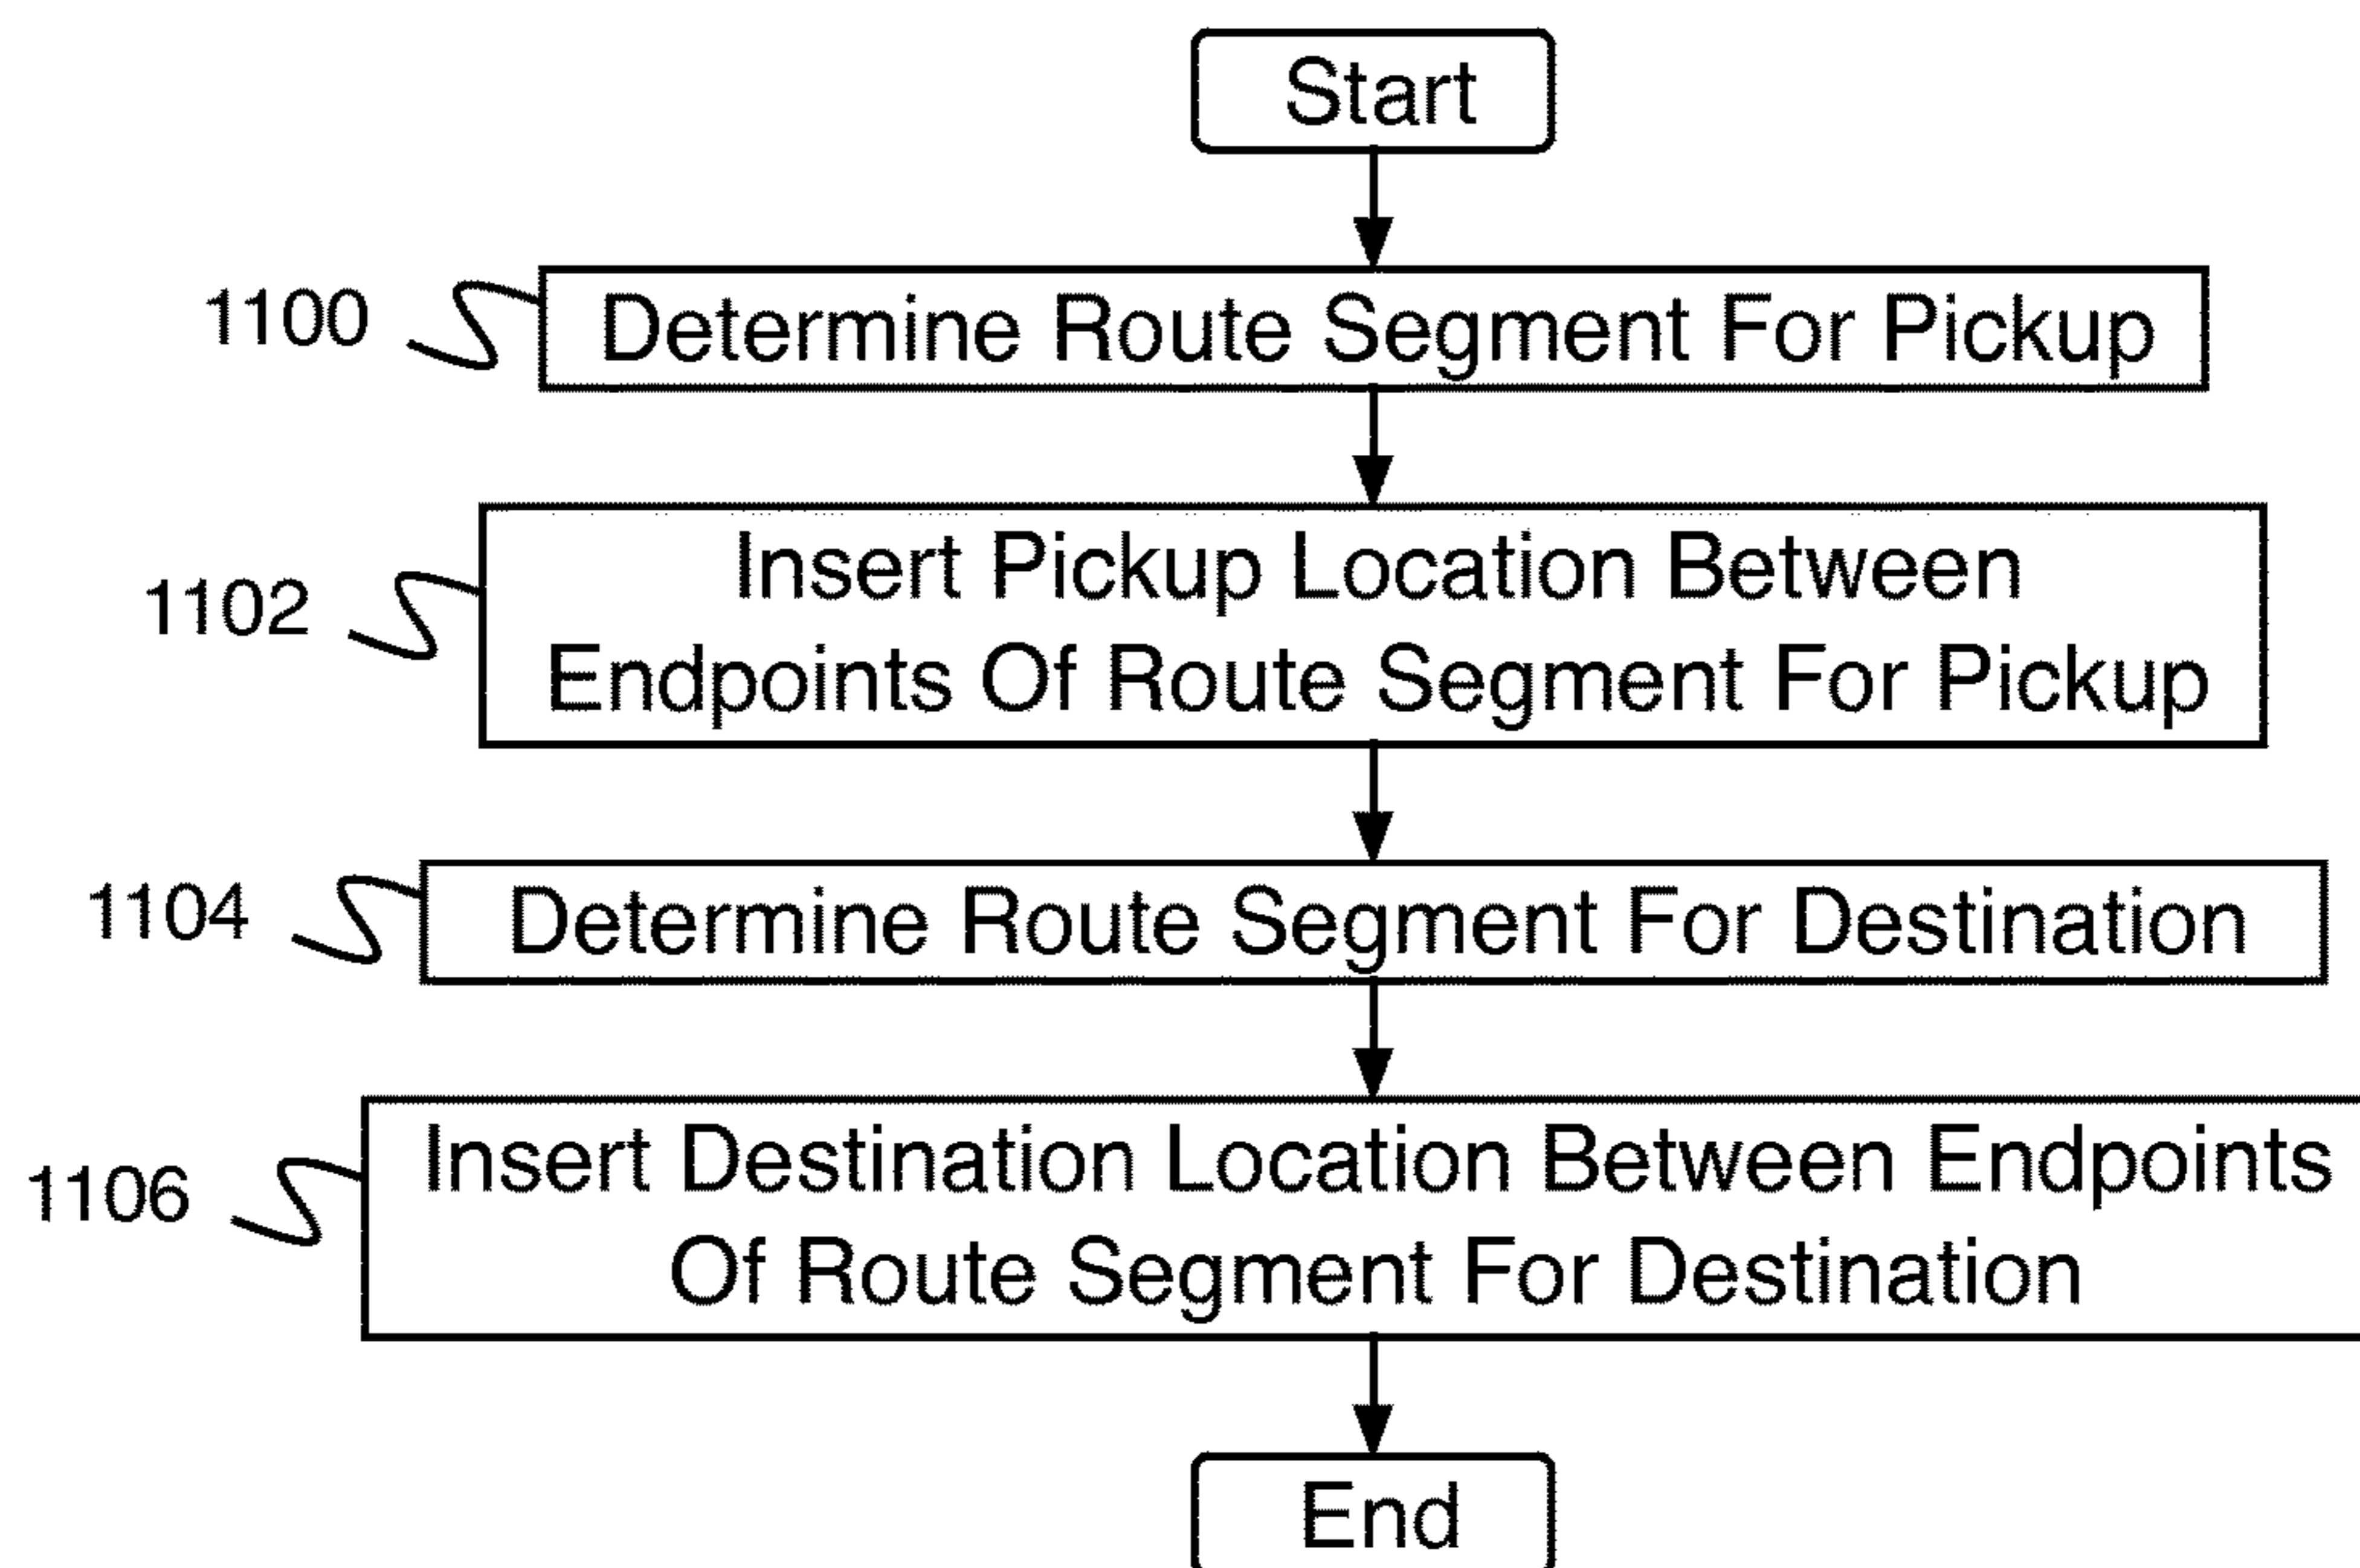 Start
1100
Determine Route Segment For Pickup
1102
Insert Pickup Location Between
Endpoints Of Route Segment For Pickup
1104
Determine Route Segment For Destination
1106
Insert Destination Location Between Endpoints
Of Route Segment For Destination
End